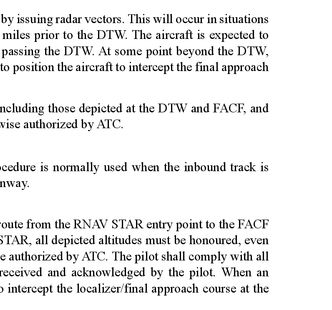 by issuing radar vectors. This will occur in situations
miles prior to the DTW. The aircraft is expected to
passing the DTW. At some point beyond the DTW,
to position the aircraft to intercept the final approach
including those depicted at the DTW and FACF, and
wise authorized by ATC.
ocedure is normally used when the inbound track is
nway.
route from the RNAV STAR entry point to the FACF
STAR, all depicted altitudes must be honoured, even
e authorized by ATC. The pilot shall comply with all
received and acknowledged by the pilot. When an
o intercept the localizer/final approach course at the